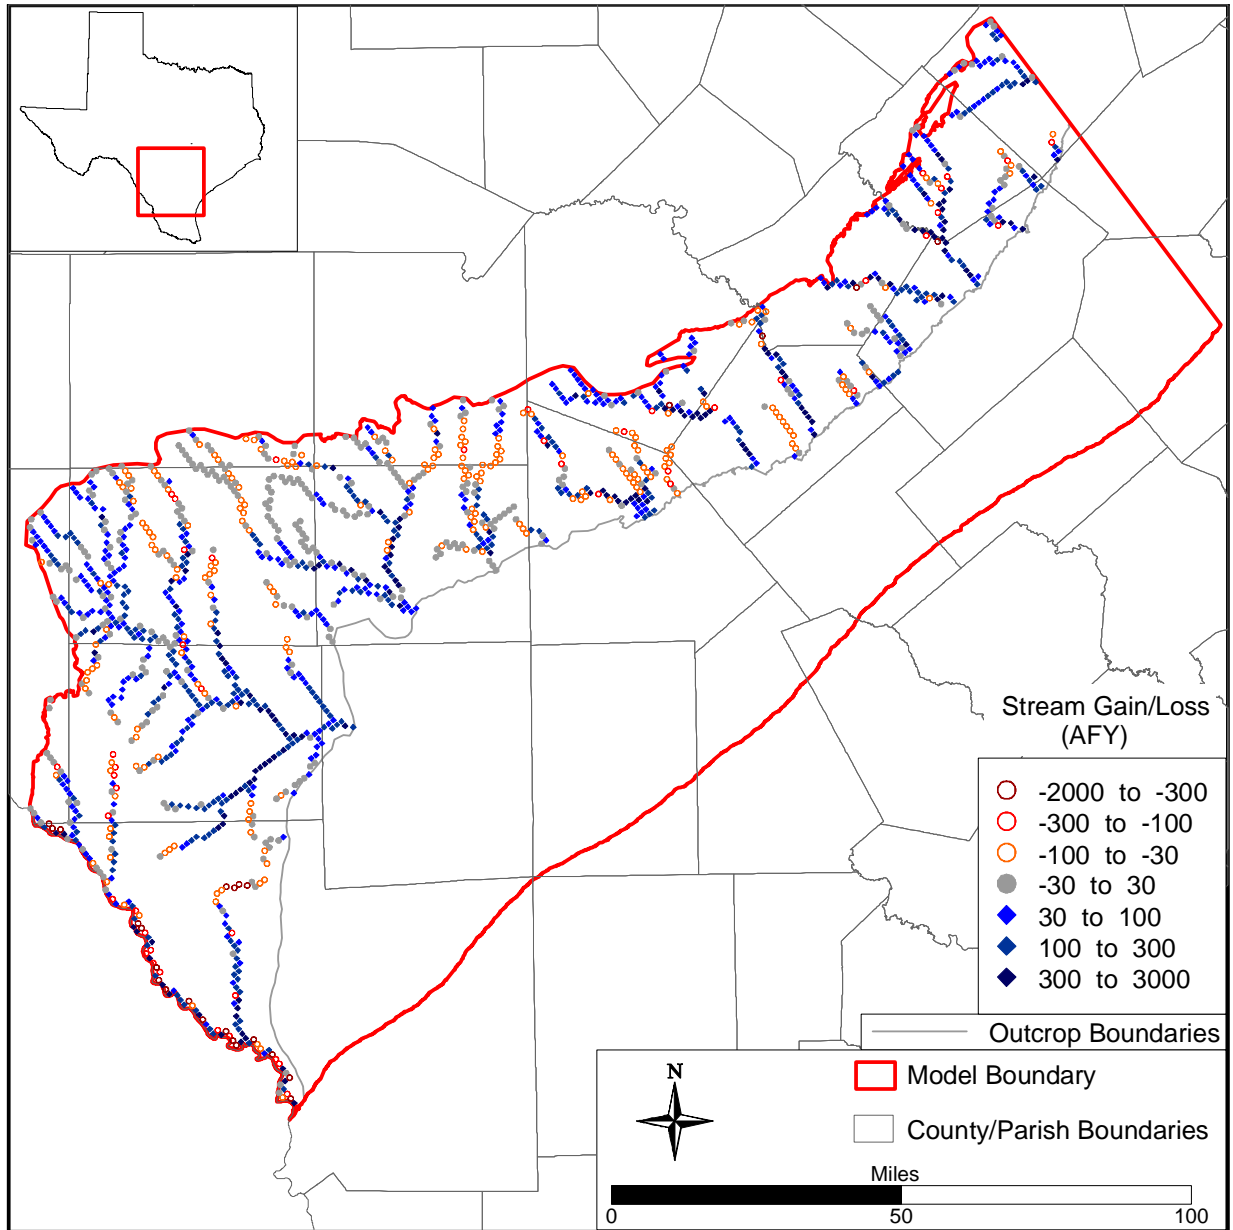 Stream Gain/Loss
(AFY)
-2000 to -300
-300 to -100
-100 to -30
-30 to 30
30 to 100
100 to 300
300 to 3000
Outcrop Boundaries
N
Model Boundary
County/Parish Boundaries
Miles
0 50 100